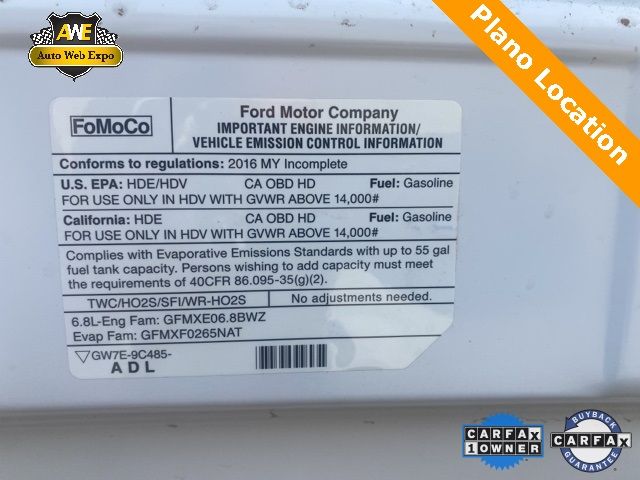 AWE
Auto Web Expo
Plano Location
FoMoCo
Ford Motor Company
IMPORTANT ENGINE INFORMATION/
VEHICLE EMISSION CONTROL INFORMATION
Conforms to regulations: 2016 MY Incomplete
U.S. EPA: HDE/HDV CA OBD HD Fuel: Gasoline
FOR USE ONLY IN HDV WITH GVWR ABOVE 14,000#
California: HDE CA OBD HD Fuel: Gasoline
FOR USE ONLY IN HDV WITH GVWR ABOVE 14,000#
Complies with Evaporative Emissions Standards with up to 55 gal
fuel tank capacity. Persons wishing to add capacity must meet
the requirements of 40CFR 86.095-35(g)(2).
TWC/HO2S/SFI/WR-HO2S No adjustments needed.
6.8L-Eng Fam: GFMXE06.8BWZ
Evap Fam: GFMXF0265NAT
GW7E-9C485-
ADL
CARFAX
1 OWNER
BUYBACK
CARFAX
GUARANTEE